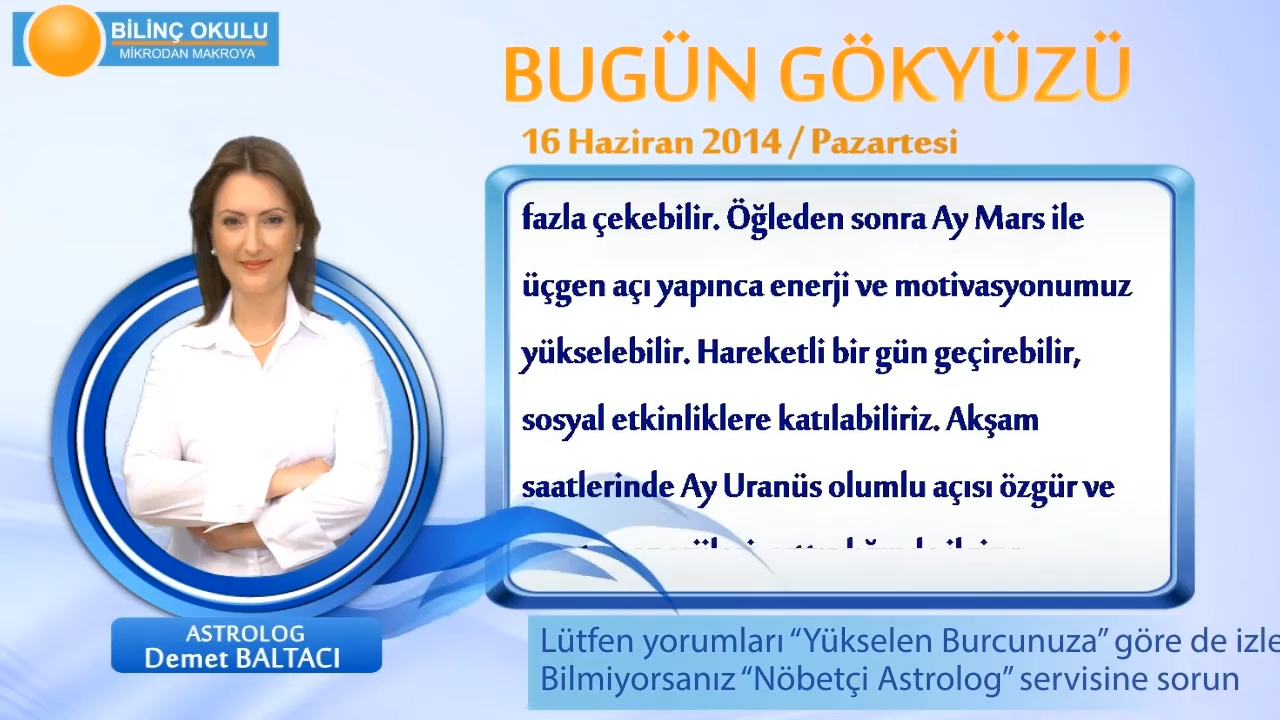 BİLİNÇ OKULU
MİKRODAN MAKROYA
BUGÜN GÖKYÜZÜ
16 Haziran 2014 / Pazartesi
fazla çekebilir. Öğleden sonra Ay Mars ile
üçgen açı yapınca enerji ve motivasyonumuz
yükselebilir. Hareketli bir gün geçirebilir,
sosyal etkinliklere katılabiliriz. Akşam
saatlerinde Ay Uranüs olumlu açısı özgür ve
ASTROLOG
Demet BALTACI
Lütfen yorumları “Yükselen Burcunuza” göre de izle
Bilmiyorsanız “Nöbetçi Astrolog” servisine sorun